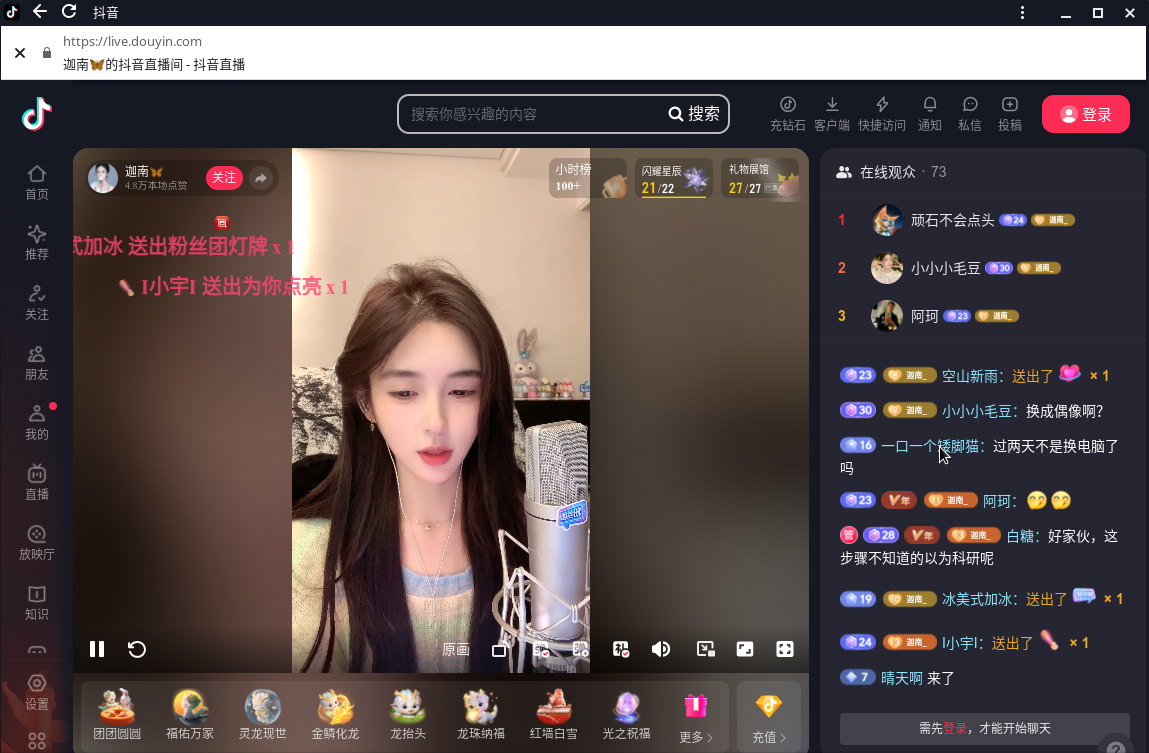 抖音
https://live.douyin.com
迦南🦋的抖音直播间 - 抖音直播
搜索你感兴趣的内容
搜索
充钻石
客户端
快捷访问
通知
私信
投稿
登录
首页
推荐
关注
朋友
我的
直播
放映厅
知识
设置
迦南🦋
4.8万本场点赞
关注
小时榜
100+
闪耀星辰
21/22
礼物展馆
27/27
式加冰 送出粉丝团灯牌 x 1
I小宇I 送出为你点亮 x 1
原画
团团圆圆
福佑万家
灵龙现世
金鳞化龙
龙抬头
龙珠纳福
红墙白雪
光之祝福
更多
充值
在线观众 · 73
1 顽石不会点头 24 迦南_
2 小小小毛豆 30 迦南_
3 阿珂 23 迦南_
23 迦南_ 空山新雨：送出了 × 1
30 迦南_ 小小小毛豆：换成偶像啊?
16 一口一个矮脚猫：过两天不是换电脑了
吗
23 V年 11 迦南_ 阿珂：🤭🤭
管 28 V年 13 迦南_ 白糖：好家伙，这
步骤不知道的以为科研呢
19 10 迦南_ 冰美式加冰：送出了 × 1
24 13 迦南_ I小宇I：送出了 × 1
7 晴天啊 来了
需先登录，才能开始聊天